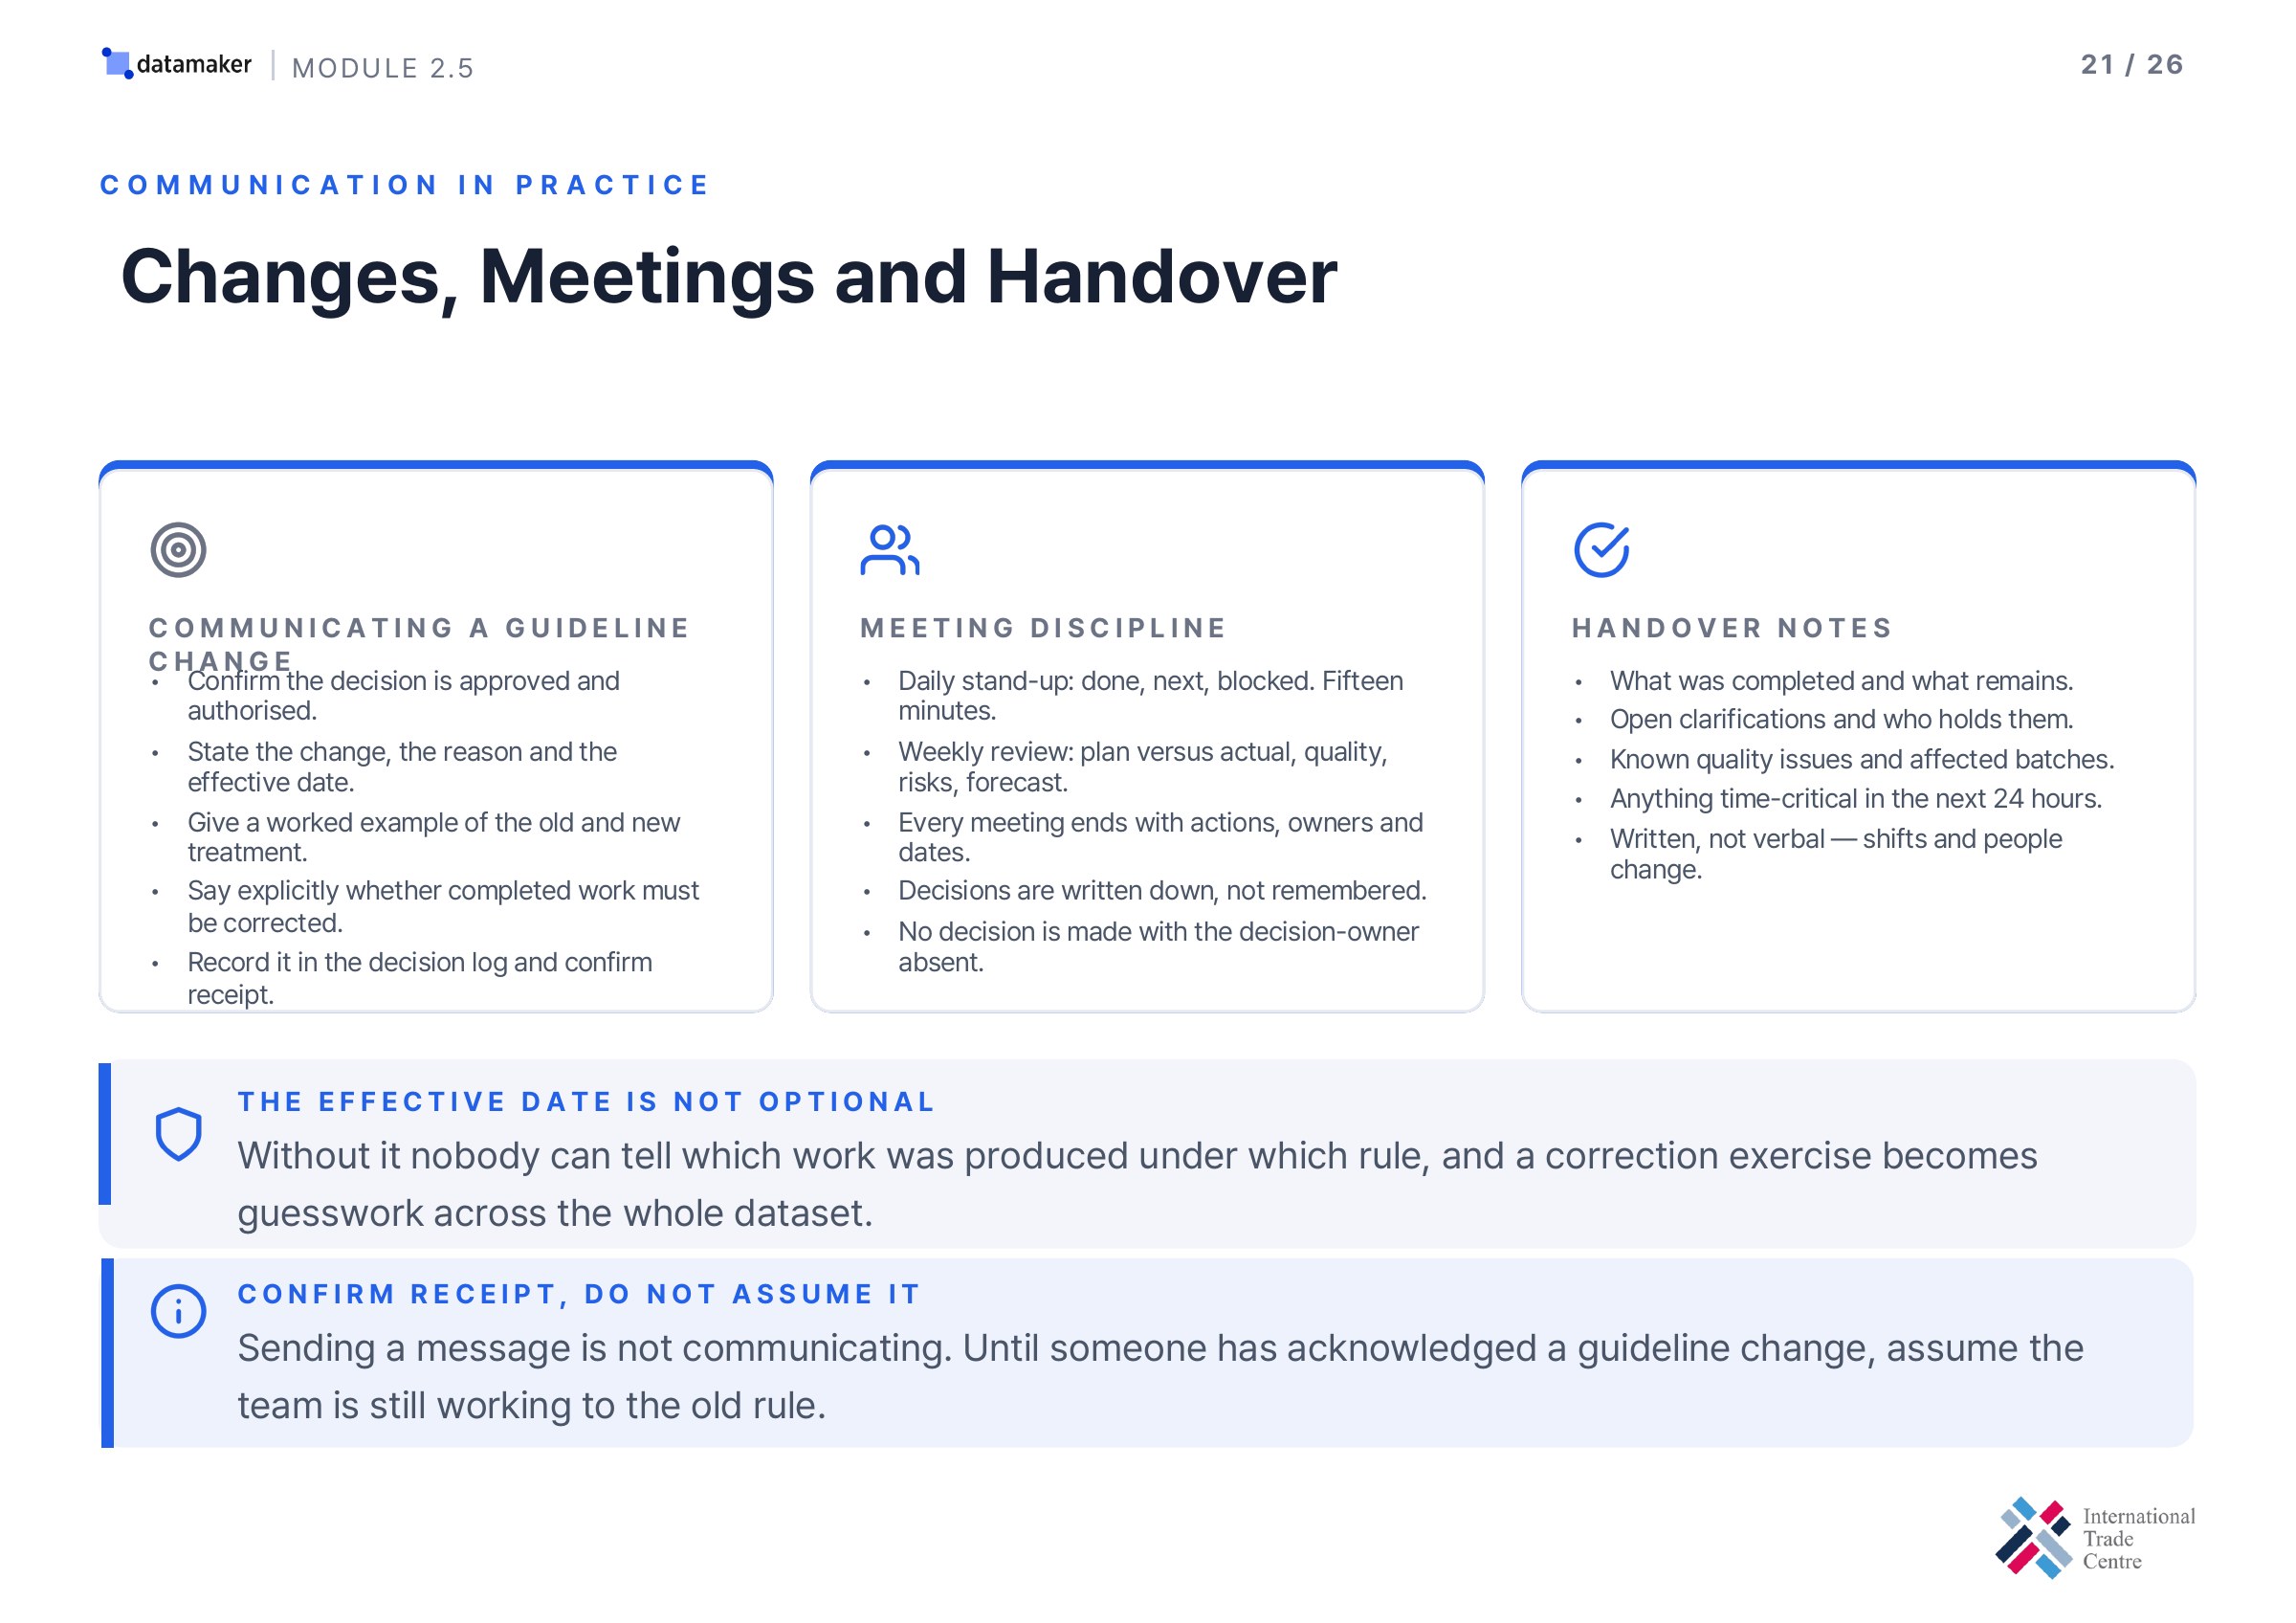 datamaker
MODULE 2.5
21 / 26
COMMUNICATION IN PRACTICE
Changes, Meetings and Handover
COMMUNICATING A GUIDELINE
CHANGE
• Confirm the decision is approved and
authorised.
• State the change, the reason and the
effective date.
• Give a worked example of the old and new
treatment.
• Say explicitly whether completed work must
be corrected.
• Record it in the decision log and confirm
receipt.
MEETING DISCIPLINE
• Daily stand-up: done, next, blocked. Fifteen
minutes.
• Weekly review: plan versus actual, quality,
risks, forecast.
• Every meeting ends with actions, owners and
dates.
• Decisions are written down, not remembered.
• No decision is made with the decision-owner
absent.
HANDOVER NOTES
• What was completed and what remains.
• Open clarifications and who holds them.
• Known quality issues and affected batches.
• Anything time-critical in the next 24 hours.
• Written, not verbal — shifts and people
change.
THE EFFECTIVE DATE IS NOT OPTIONAL
Without it nobody can tell which work was produced under which rule, and a correction exercise becomes
guesswork across the whole dataset.
CONFIRM RECEIPT, DO NOT ASSUME IT
Sending a message is not communicating. Until someone has acknowledged a guideline change, assume the
team is still working to the old rule.
International
Trade
Centre